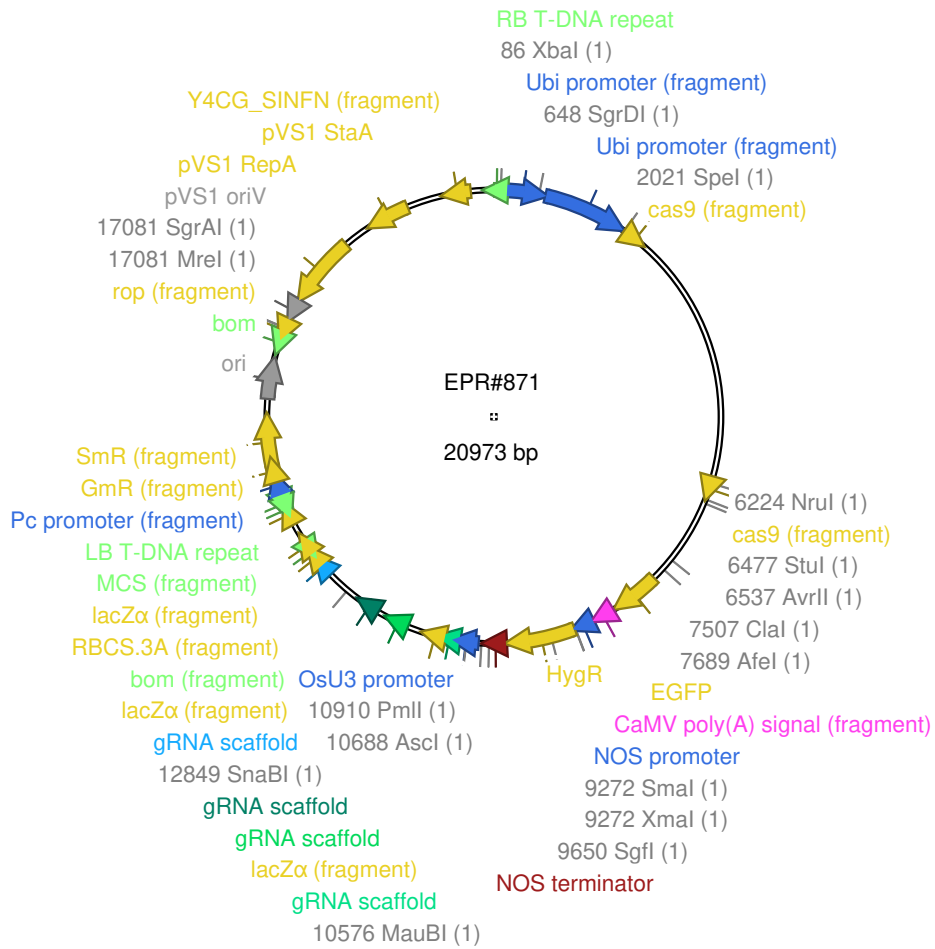 RB T-DNA repeat
86 XbaI (1)
Ubi promoter (fragment)
648 SgrDI (1)
Ubi promoter (fragment)
2021 SpeI (1)
cas9 (fragment)
Y4CG_SINFN (fragment)
pVS1 StaA
pVS1 RepA
pVS1 oriV
17081 SgrAI (1)
17081 MreI (1)
rop (fragment)
bom
ori
EPR#871
20973 bp
SmR (fragment)
GmR (fragment)
Pc promoter (fragment)
LB T-DNA repeat
MCS (fragment)
lacZα (fragment)
RBCS.3A (fragment)
bom (fragment)
lacZα (fragment)
gRNA scaffold
12849 SnaBI (1)
gRNA scaffold
gRNA scaffold
lacZα (fragment)
gRNA scaffold
10576 MauBI (1)
OsU3 promoter
10910 PmlI (1)
10688 AscI (1)
6224 NruI (1)
cas9 (fragment)
6477 StuI (1)
6537 AvrII (1)
7507 ClaI (1)
7689 AfeI (1)
HygR
EGFP
CaMV poly(A) signal (fragment)
NOS promoter
9272 SmaI (1)
9272 XmaI (1)
9650 SgfI (1)
NOS terminator